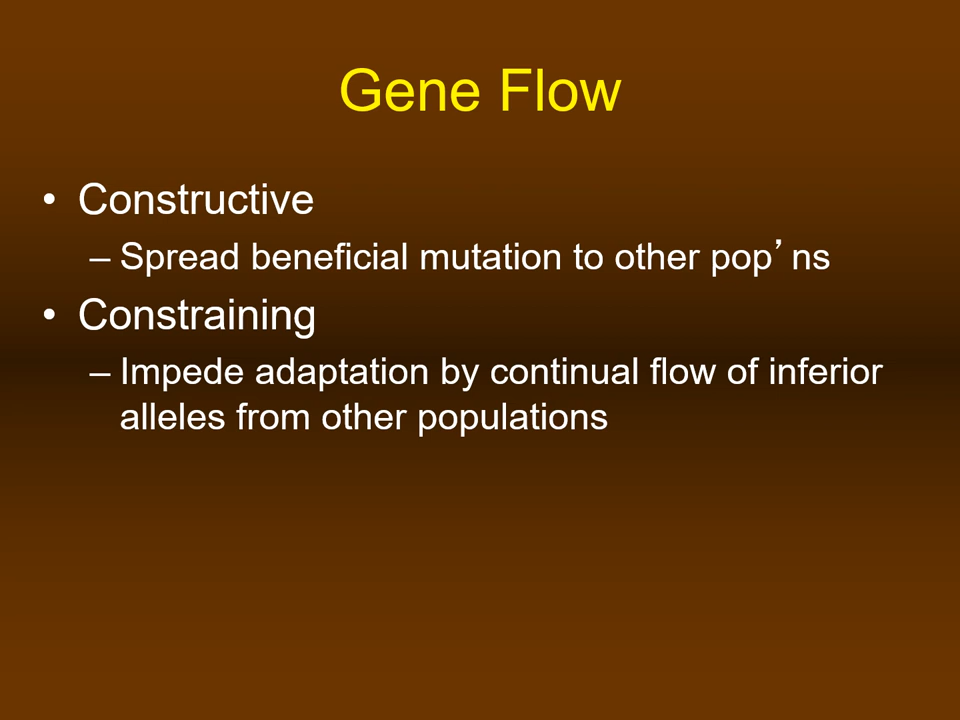 Gene Flow
• Constructive
– Spread beneficial mutation to other pop’ns
• Constraining
– Impede adaptation by continual flow of inferior
alleles from other populations